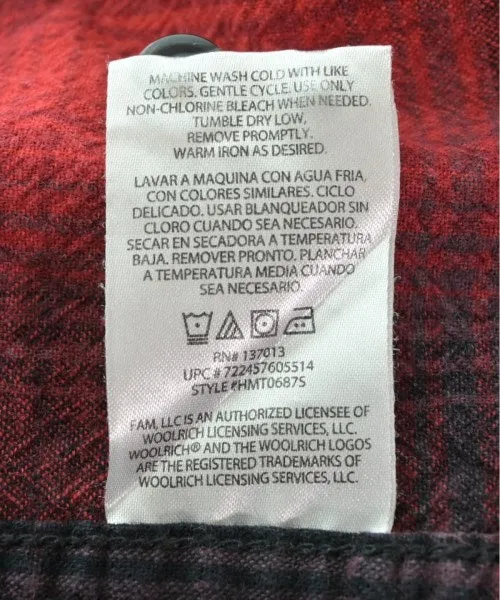 MACHINE WASH COLD WITH LIKE
COLORS. GENTLE CYCLE. USE ONLY
NON-CHLORINE BLEACH WHEN NEEDED.
TUMBLE DRY LOW,
REMOVE PROMPTLY.
WARM IRON AS DESIRED.
LAVAR A MAQUINA CON AGUA FRIA,
CON COLORES SIMILARES. CICLO
DELICADO. USAR BLANQUEADOR SIN
CLORO CUANDO SEA NECESARIO.
SECAR EN SECADORA A TEMPERATURA
BAJA. REMOVER PRONTO. PLANCHAR
A TEMPERATURA MEDIA CUANDO
SEA NECESARIO.
RN# 137013
UPC # 722457605514
STYLE #HMT0687S
FAM, LLC IS AN AUTHORIZED LICENSEE OF
WOOLRICH LICENSING SERVICES, LLC.
WOOLRICH® AND THE WOOLRICH LOGOS
ARE THE REGISTERED TRADEMARKS OF
WOOLRICH LICENSING SERVICES, LLC.